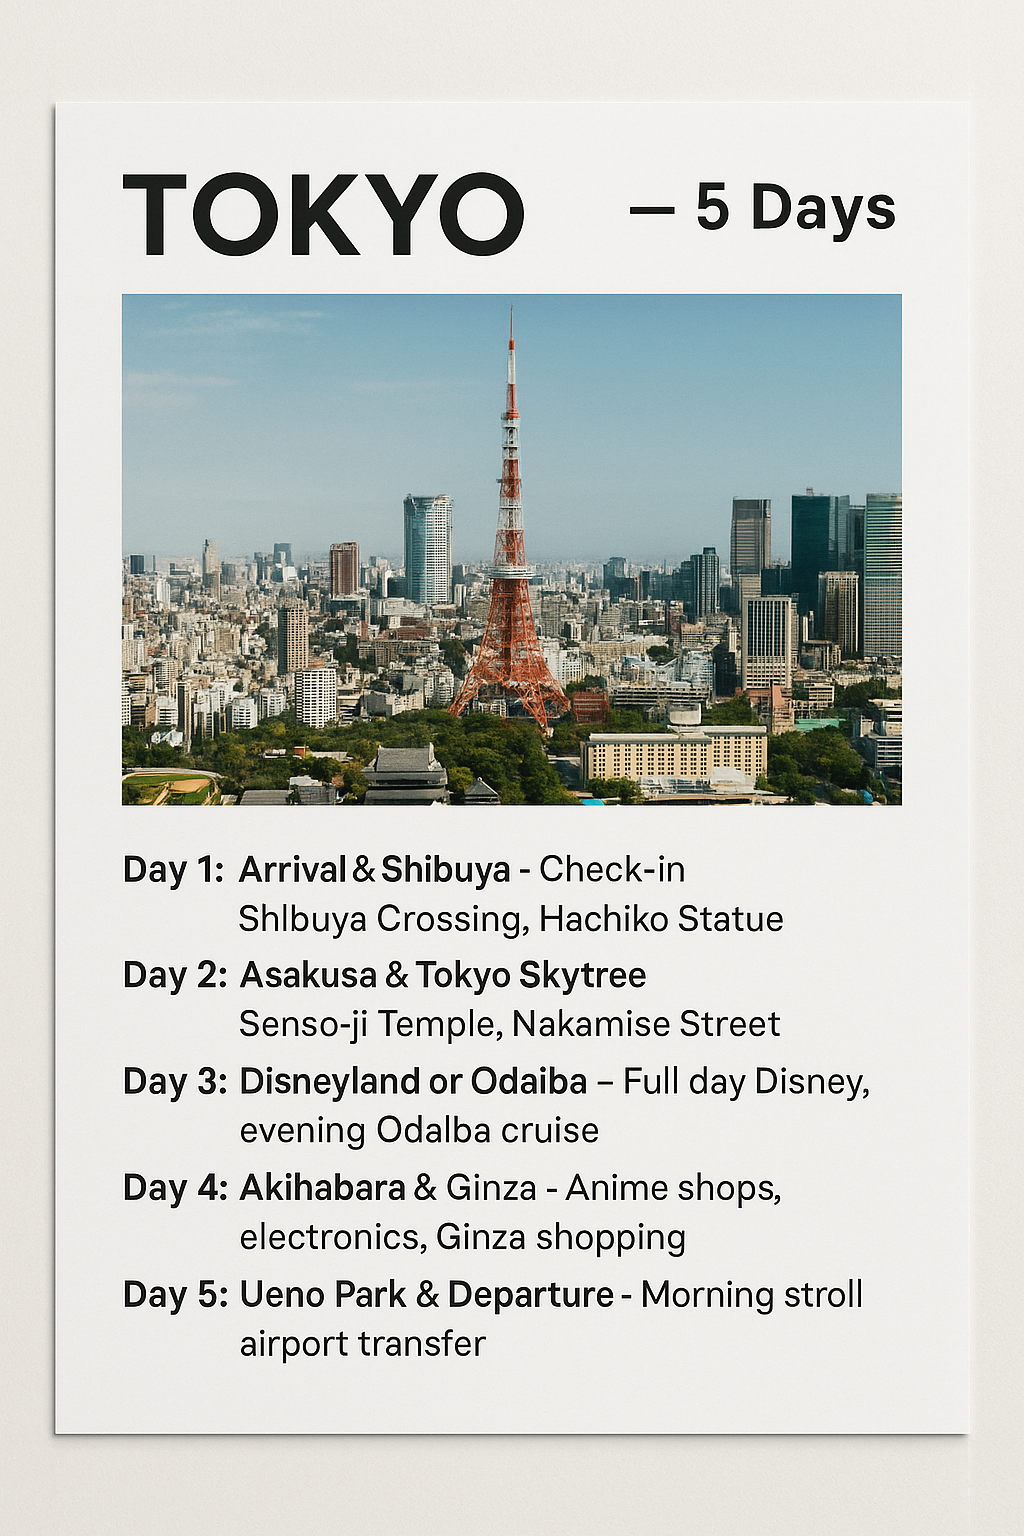 TOKYO — 5 Days
Day 1: Arrival & Shibuya - Check-in
Shlbuya Crossing, Hachiko Statue
Day 2: Asakusa & Tokyo Skytree
Senso-ji Temple, Nakamise Street
Day 3: Disneyland or Odaiba – Full day Disney,
evening Odalba cruise
Day 4: Akihabara & Ginza - Anime shops,
electronics, Ginza shopping
Day 5: Ueno Park & Departure - Morning stroll
airport transfer